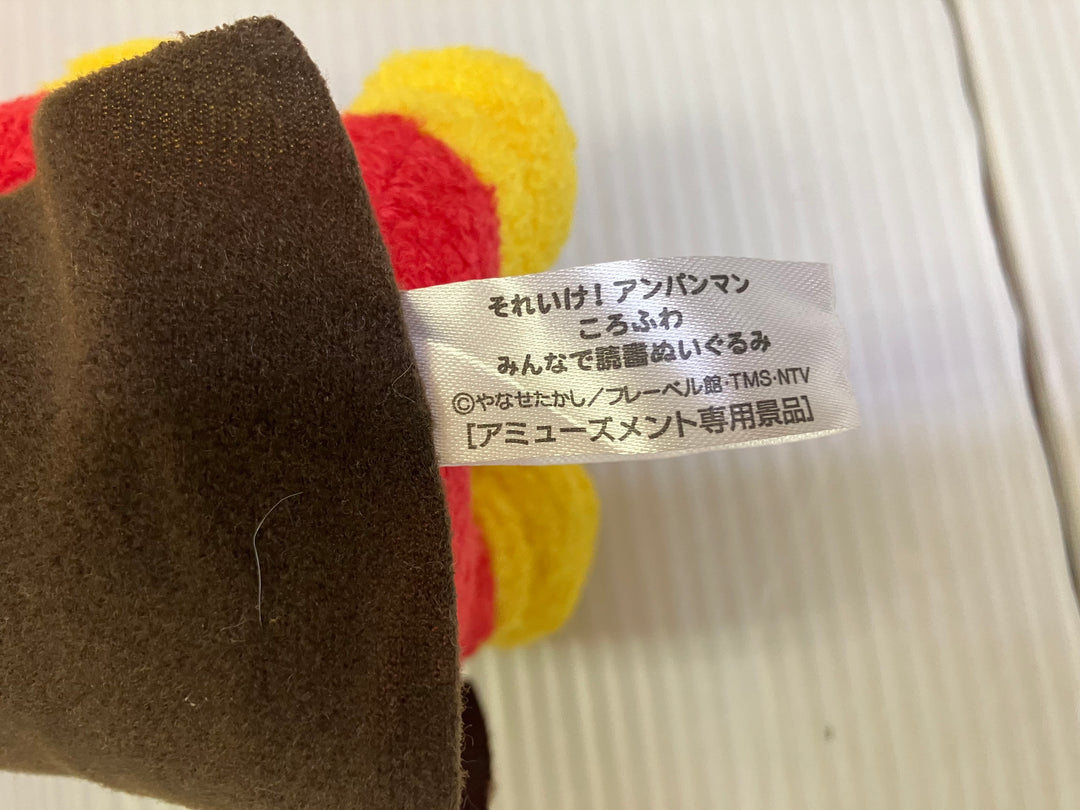 それいけ！アンパンマン
ころふわ
みんなで読書ぬいぐるみ
©やなせたかし／フレーベル館・TMS・NTV
[アミューズメント専用景品]